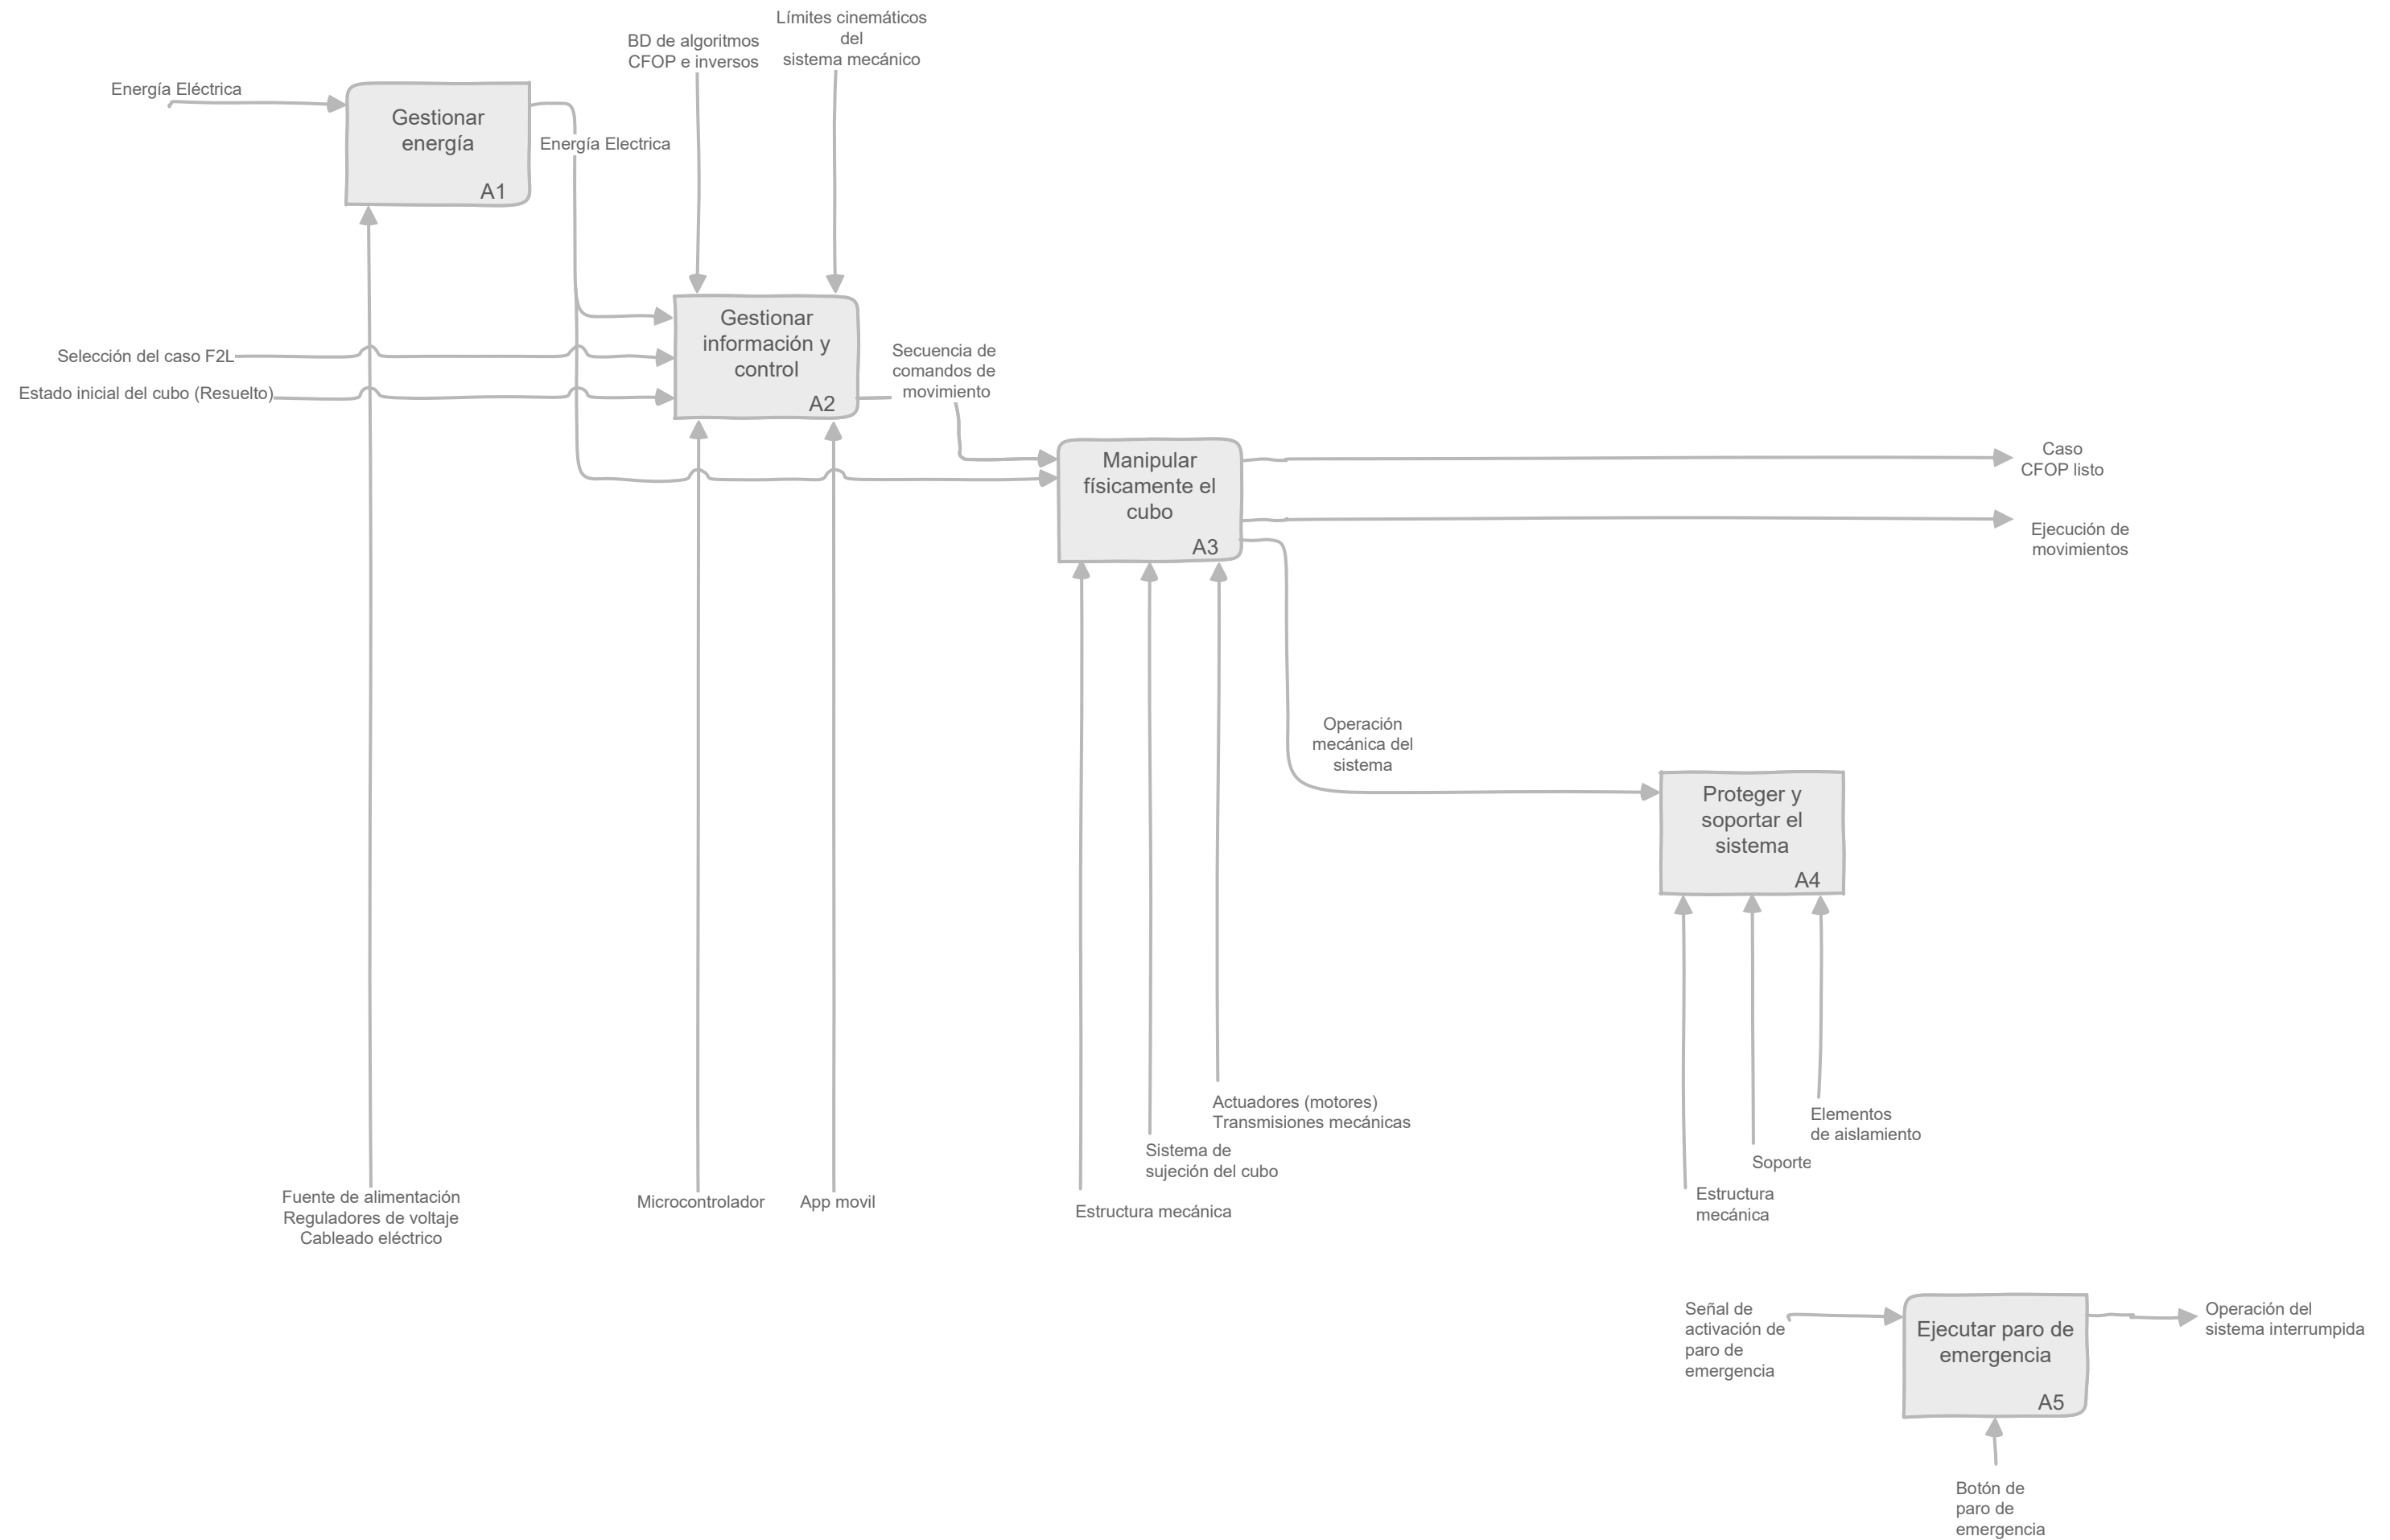 Límites cinemáticos
del
sistema mecánico
BD de algoritmos
CFOP e inversos
Energía Eléctrica
Gestionar
energía
A1
Energía Electrica
Gestionar
información y
control
A2
Selección del caso F2L
Estado inicial del cubo (Resuelto)
Secuencia de
comandos de
movimiento
Manipular
físicamente el
cubo
A3
Caso
CFOP listo
Ejecución de
movimientos
Operación
mecánica del
sistema
Proteger y
soportar el
sistema
A4
Actuadores (motores)
Transmisiones mecánicas
Sistema de
sujeción del cubo
Estructura mecánica
Elementos
de aislamiento
Soporte
Estructura
mecánica
Fuente de alimentación
Reguladores de voltaje
Cableado eléctrico
Microcontrolador
App movil
Señal de
activación de
paro de
emergencia
Ejecutar paro de
emergencia
A5
Operación del
sistema interrumpida
Botón de
paro de
emergencia